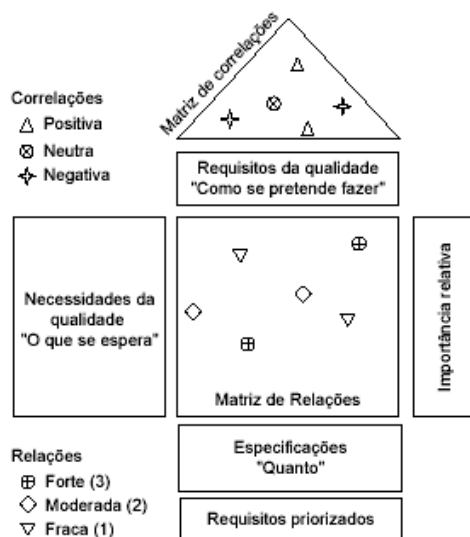 Matriz de correlações
Correlações
Positiva
Neutra
Negativa
Requisitos da qualidade
"Como se pretende fazer"
Necessidades da
qualidade
"O que se espera"
Importância relativa
Matriz de Relações
Relações
Forte (3)
Moderada (2)
Fraca (1)
Especificações
"Quanto"
Requisitos priorizados